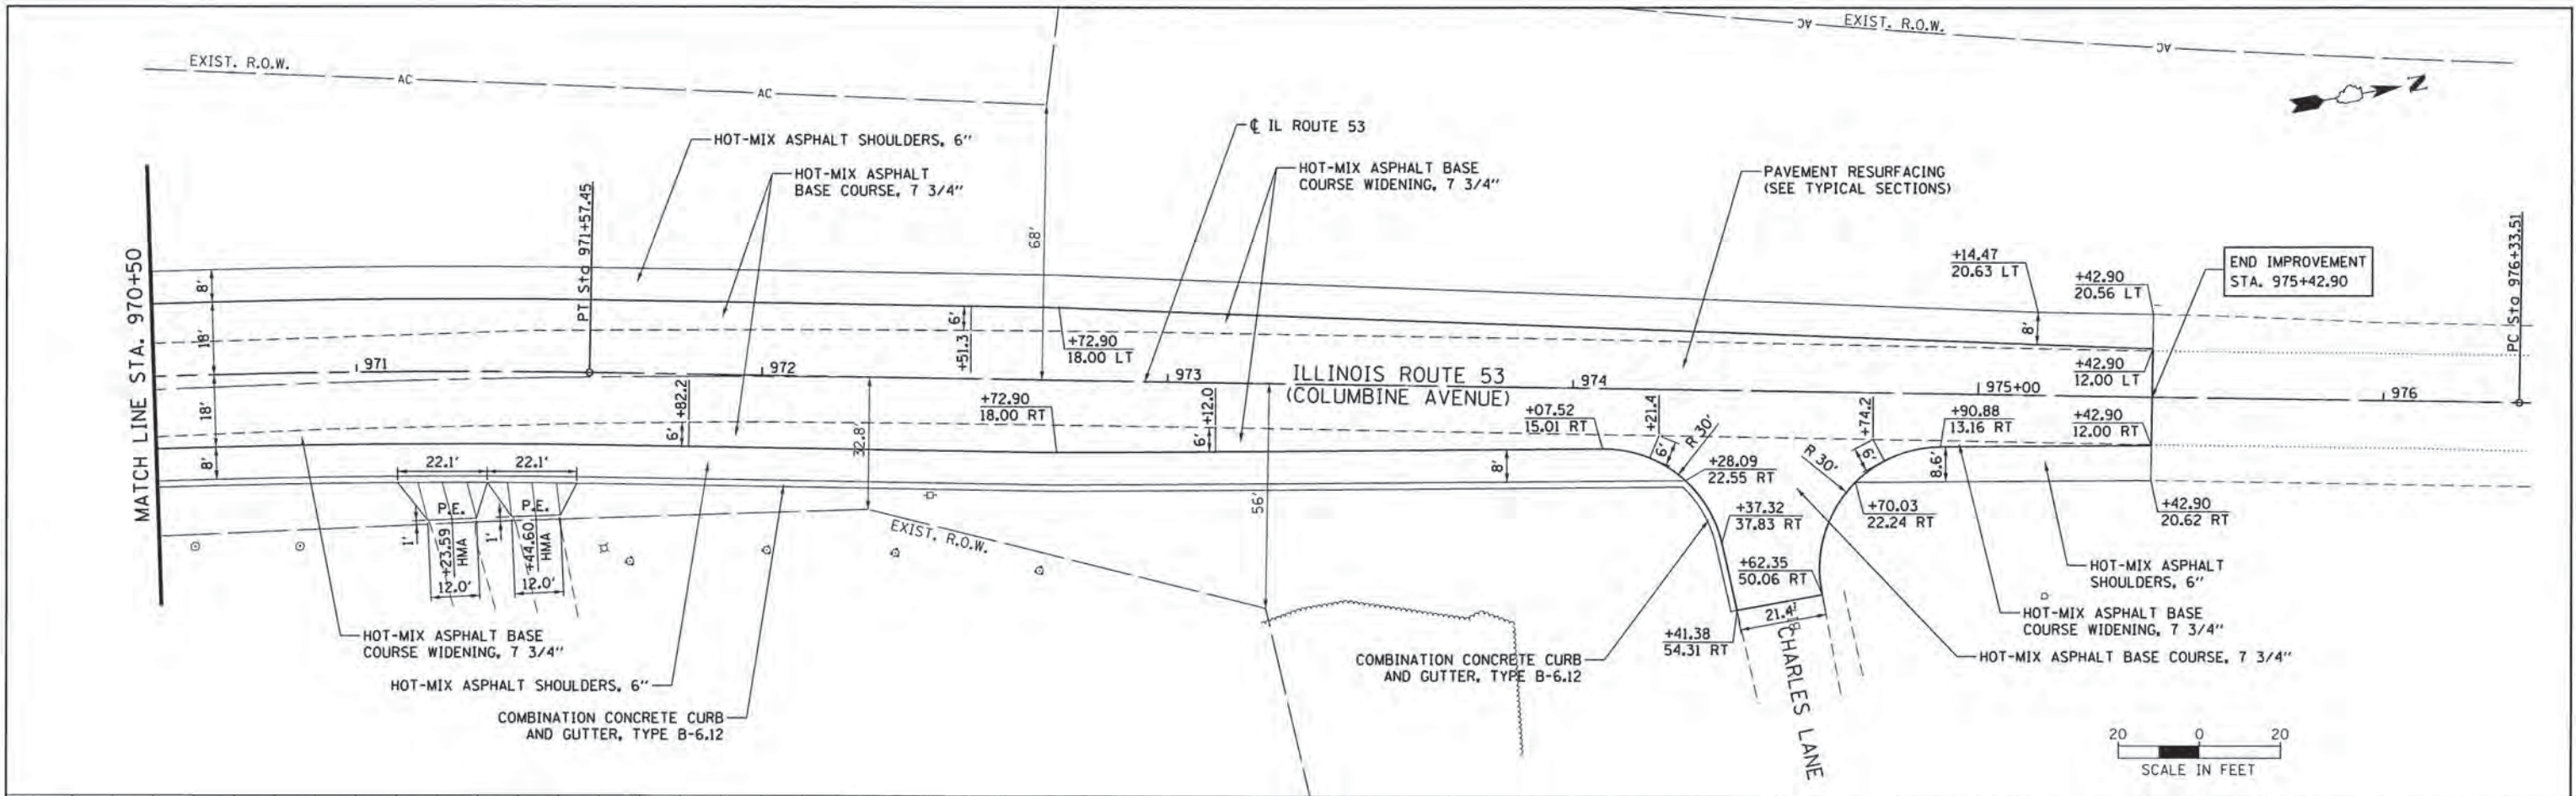 EXIST. R.O.W.
AC
AC
AC
EXIST. R.O.W.
AC
N
HOT-MIX ASPHALT SHOULDERS, 6"
HOT-MIX ASPHALT
BASE COURSE, 7 3/4"
℄ IL ROUTE 53
HOT-MIX ASPHALT BASE
COURSE WIDENING, 7 3/4"
PAVEMENT RESURFACING
(SEE TYPICAL SECTIONS)
MATCH LINE STA. 970+50
PT Sta 971+57.45
PC Sta 976+33.51
68'
+14.47
20.63 LT
+42.90
20.56 LT
END IMPROVEMENT
STA. 975+42.90
8'
18'
18'
8'
6'
+51.3
+72.90
18.00 LT
8'
+42.90
12.00 LT
971
972
973
974
975+00
976
ILLINOIS ROUTE 53
(COLUMBINE AVENUE)
6'
+82.2
32.8'
+72.90
18.00 RT
6'
+12.0
56'
+07.52
15.01 RT
+21.4
6'
R 30'
+74.2
6'
R 30'
+90.88
13.16 RT
+42.90
12.00 RT
8'
8.6'
22.1'
22.1'
P.E.
P.E.
1'
+23.59
HMA
1'
+44.60
HMA
12.0'
12.0'
EXIST. R.O.W.
+28.09
22.55 RT
+37.32
37.83 RT
+70.03
22.24 RT
+42.90
20.62 RT
+62.35
50.06 RT
21.4'
+41.38
54.31 RT
CHARLES LANE
HOT-MIX ASPHALT
SHOULDERS, 6"
HOT-MIX ASPHALT BASE
COURSE WIDENING, 7 3/4"
HOT-MIX ASPHALT BASE COURSE, 7 3/4"
HOT-MIX ASPHALT BASE
COURSE WIDENING, 7 3/4"
HOT-MIX ASPHALT SHOULDERS, 6"
COMBINATION CONCRETE CURB
AND GUTTER, TYPE B-6.12
COMBINATION CONCRETE CURB
AND GUTTER, TYPE B-6.12
20 0 20
SCALE IN FEET